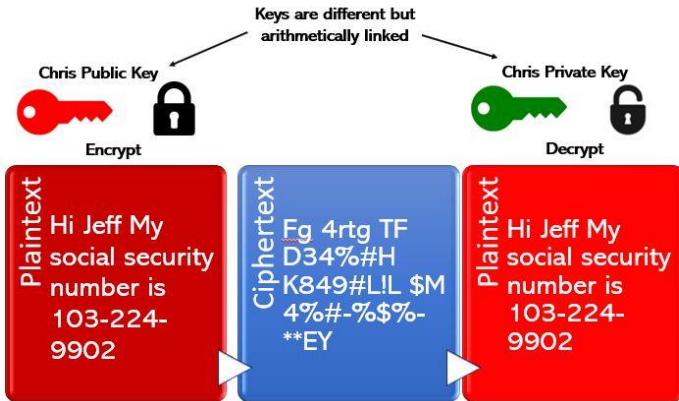 Keys are different but
arithmetically linked
Chris Public Key
Chris Private Key
Encrypt
Decrypt
Plaintext
Hi Jeff My
social security
number is
103-224-
9902
Ciphertext
Fg 4rtg TF
D34%#H
K849#L!L $M
4%#-%$%-
**EY
Plaintext
Hi Jeff My
social security
number is
103-224-
9902